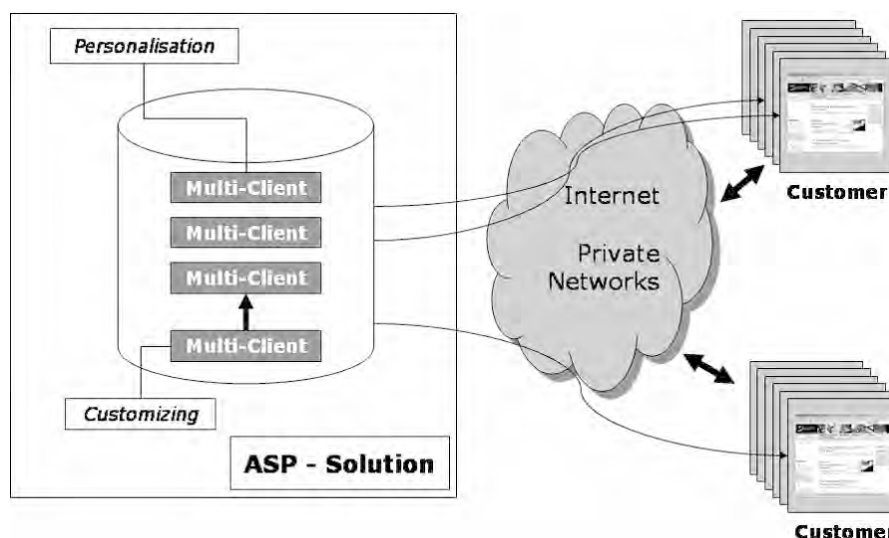 Personalisation
Multi-Client
Multi-Client
Multi-Client
Multi-Client
Customizing
ASP - Solution
Internet
Private
Networks
Customer
Customer